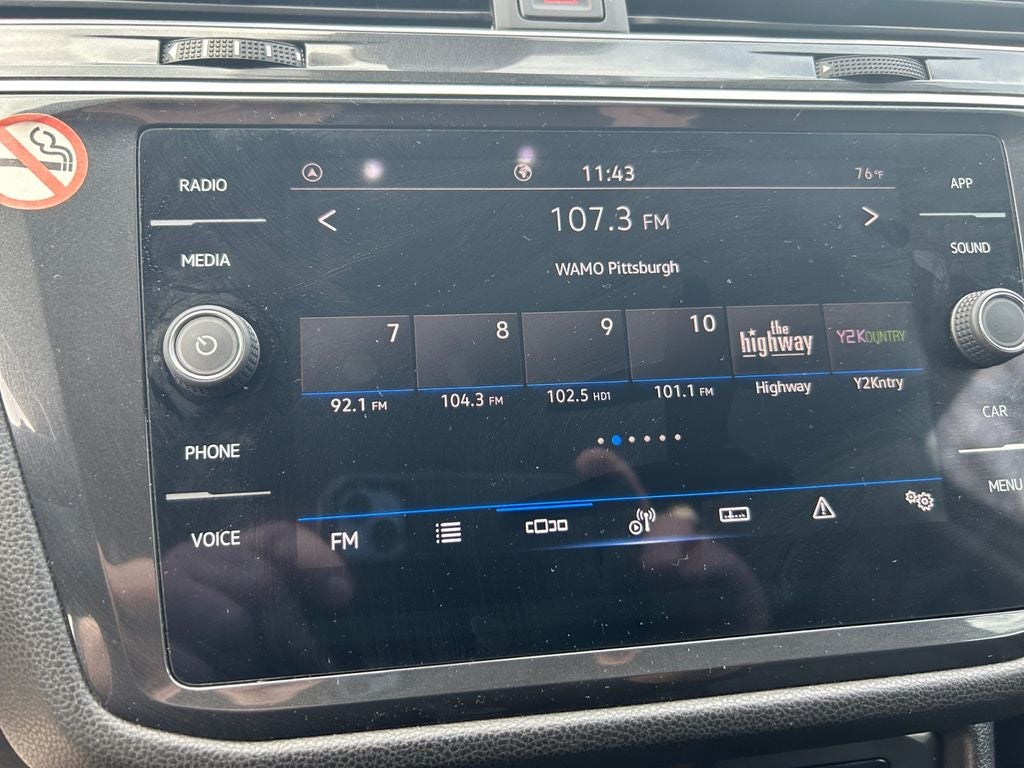 11:43
76°F
RADIO
APP
107.3 FM
MEDIA
SOUND
WAMO Pittsburgh
7
8
9
10
the
highway
Y2KOUNTRY
92.1 FM
104.3 FM
102.5 HD1
101.1 FM
Highway
Y2Kntry
CAR
PHONE
MENU
VOICE
FM